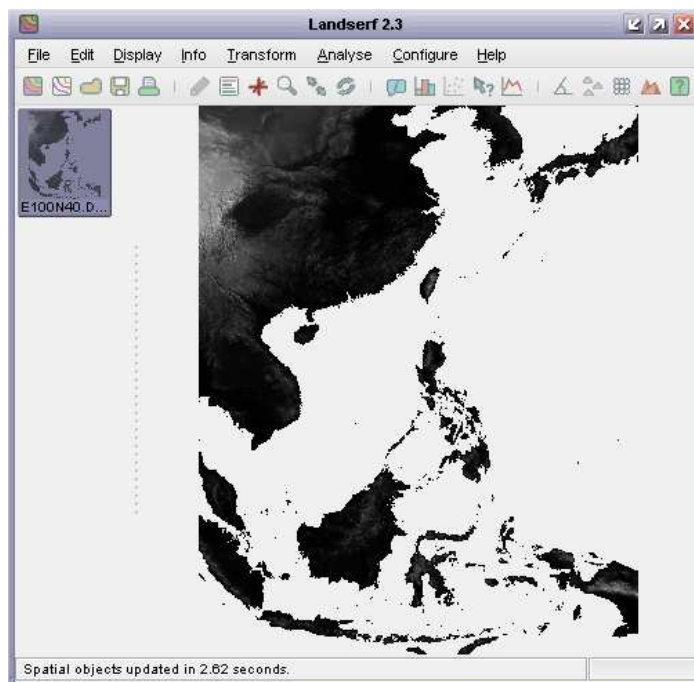 Landserf 2.3
File Edit Display Info Transform Analyse Configure Help
E100N40.D...
Spatial objects updated in 2.62 seconds.